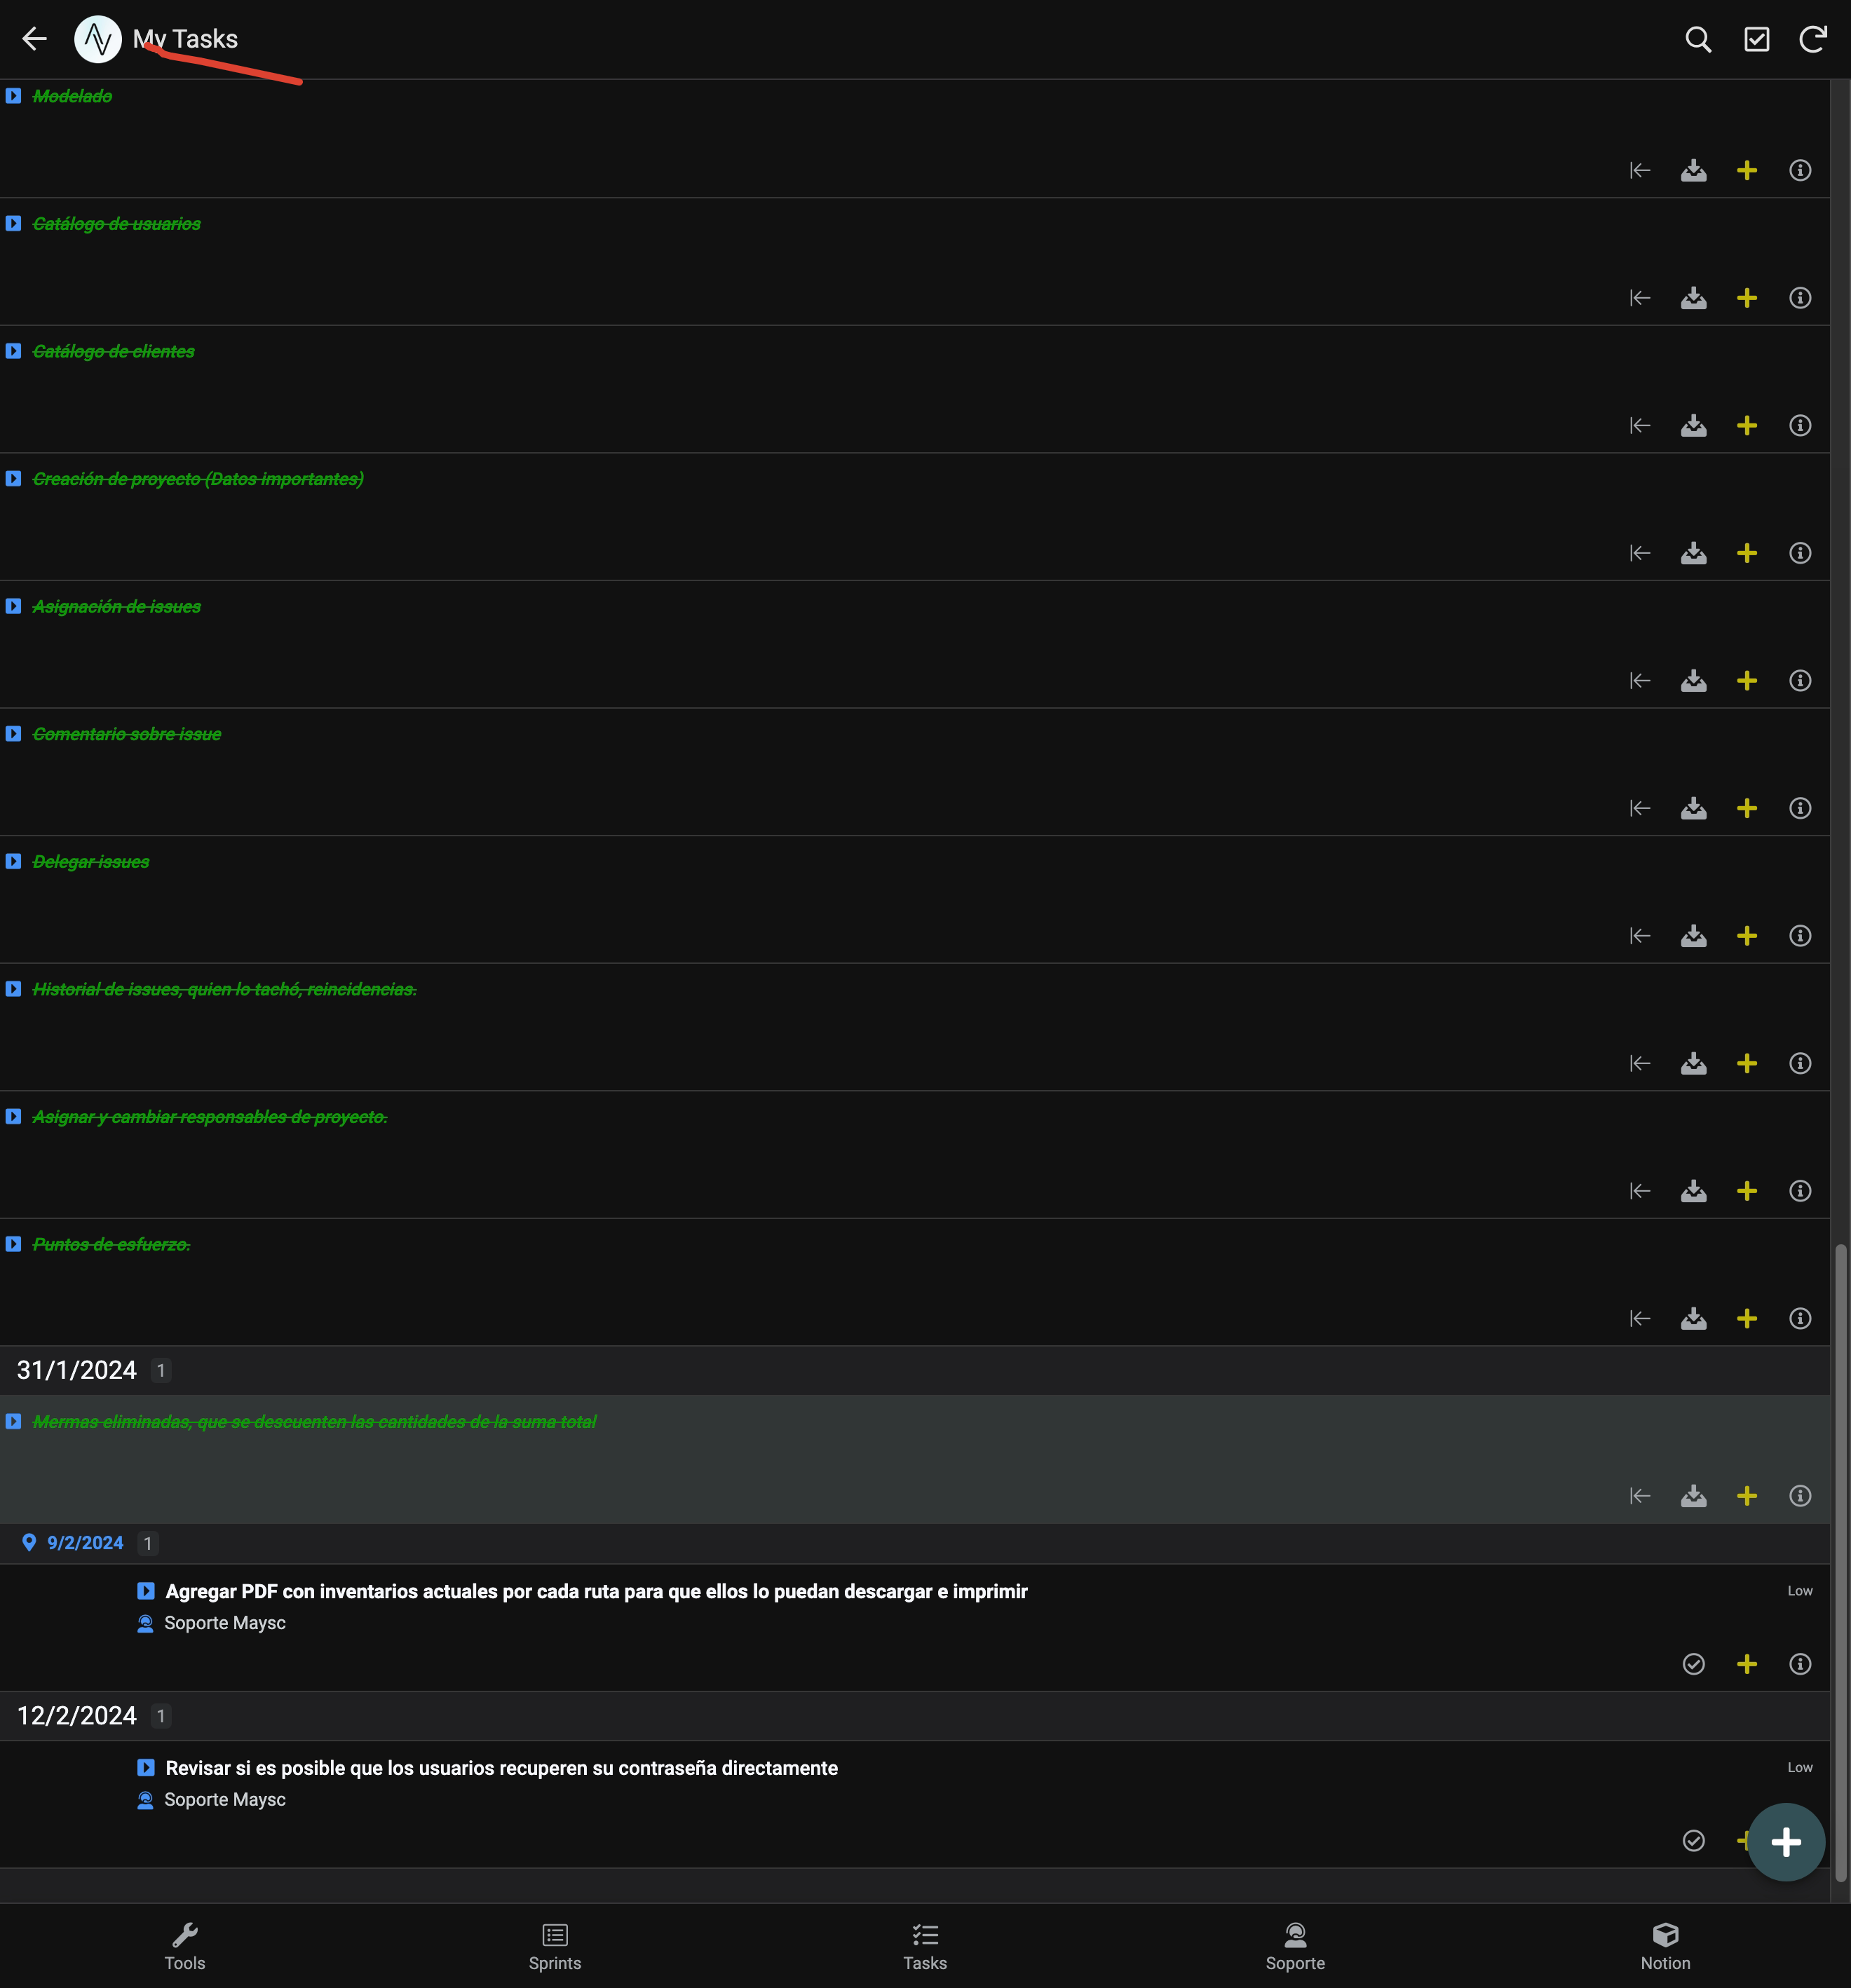 My Tasks
Modelado
Catálogo de usuarios
Catálogo de clientes
Creación de proyecto (Datos importantes)
Asignación de issues
Comentario sobre issue
Delegar issues
Historial de issues, quien lo tachó, reincidencias.
Asignar y cambiar responsables de proyecto.
Puntos de esfuerzo.
31/1/2024 1
Mermas eliminadas, que se descuenten las cantidades de la suma total
9/2/2024 1
Agregar PDF con inventarios actuales por cada ruta para que ellos lo puedan descargar e imprimir Low
Soporte Maysc
12/2/2024 1
Revisar si es posible que los usuarios recuperen su contraseña directamente Low
Soporte Maysc
Tools Sprints Tasks Soporte Notion